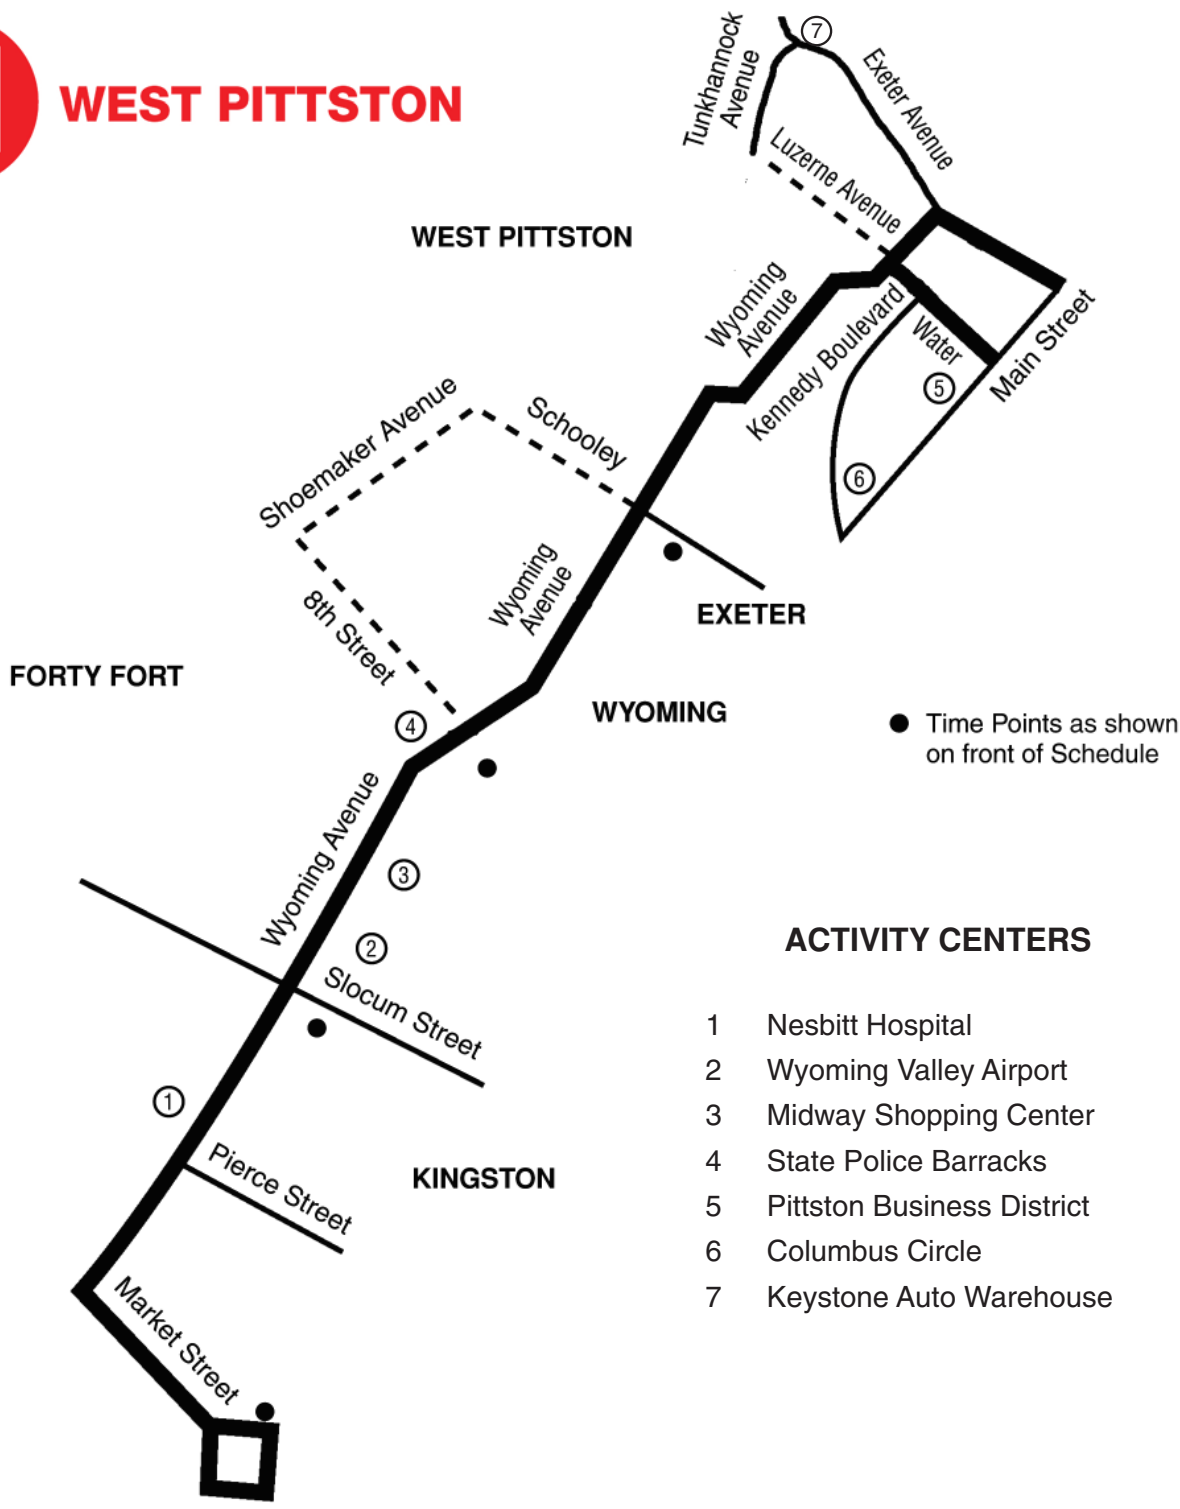 WEST PITTSTON
7
Tunkhannock
Avenue
Exeter Avenue
Luzerne Avenue
WEST PITTSTON
Wyoming
Avenue
Kennedy Boulevard
Water
Main Street
5
6
Shoemaker Avenue
Schooley
8th Street
Wyoming
Avenue
EXETER
FORTY FORT
WYOMING
4
Time Points as shown
on front of Schedule
Wyoming Avenue
3
2
Slocum Street
1
Pierce Street
KINGSTON
Market Street
ACTIVITY CENTERS
1 Nesbitt Hospital
2 Wyoming Valley Airport
3 Midway Shopping Center
4 State Police Barracks
5 Pittston Business District
6 Columbus Circle
7 Keystone Auto Warehouse